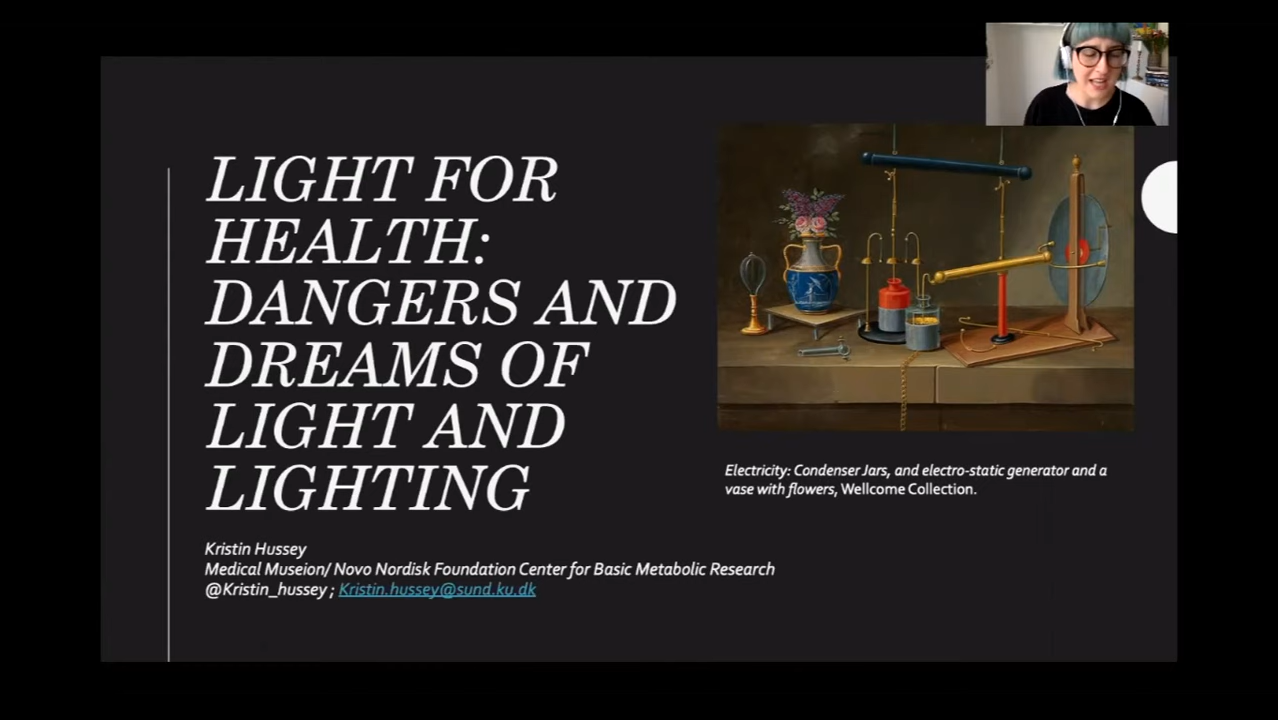 LIGHT FOR
HEALTH:
DANGERS AND
DREAMS OF
LIGHT AND
LIGHTING
Electricity: Condenser Jars, and electro-static generator and a
vase with flowers, Wellcome Collection.
Kristin Hussey
Medical Museion/ Novo Nordisk Foundation Center for Basic Metabolic Research
@Kristin_hussey ; Kristin.hussey@sund.ku.dk